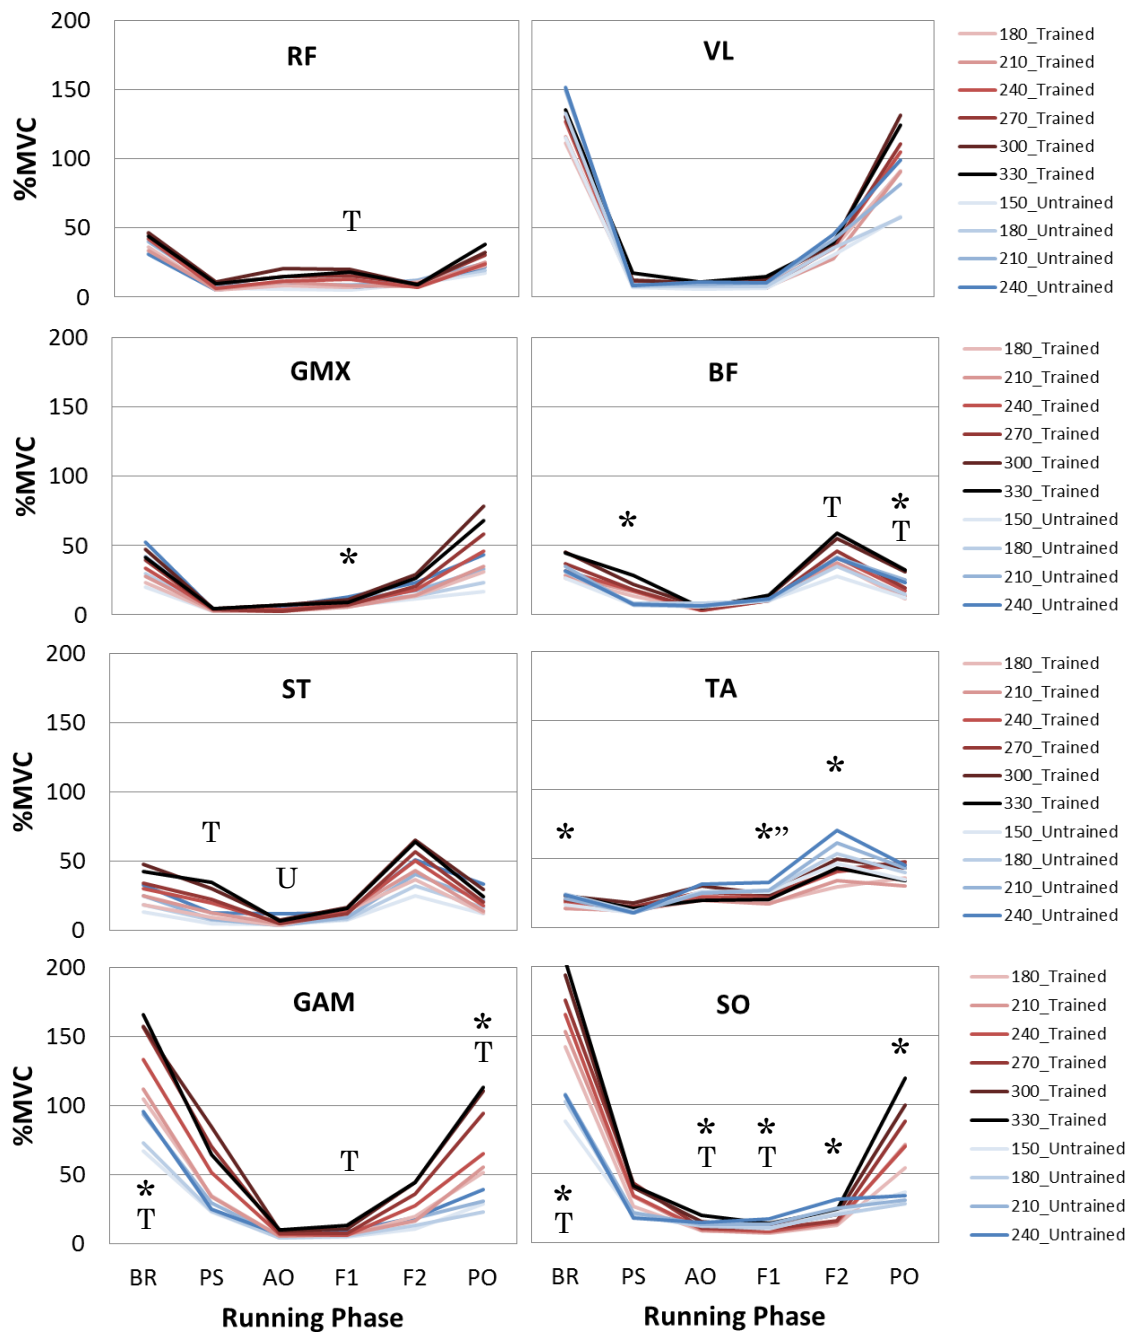 200
150
100
50
0
%MVC
RF
T
VL
180_Trained
210_Trained
240_Trained
270_Trained
300_Trained
330_Trained
150_Untrained
180_Untrained
210_Untrained
240_Untrained
200
150
100
50
0
%MVC
GMX
*
BF
*
T
*
T
180_Trained
210_Trained
240_Trained
270_Trained
300_Trained
330_Trained
150_Untrained
180_Untrained
210_Untrained
240_Untrained
200
150
100
50
0
%MVC
ST
T
U
TA
*
*”
*
180_Trained
210_Trained
240_Trained
270_Trained
300_Trained
330_Trained
150_Untrained
180_Untrained
210_Untrained
240_Untrained
200
150
100
50
0
%MVC
GAM
*
T
T
*
T
BR PS AO F1 F2 PO
Running Phase
SO
*
T
*
T
*
T
*
*
BR PS AO F1 F2 PO
Running Phase
180_Trained
210_Trained
240_Trained
270_Trained
300_Trained
330_Trained
150_Untrained
180_Untrained
210_Untrained
240_Untrained